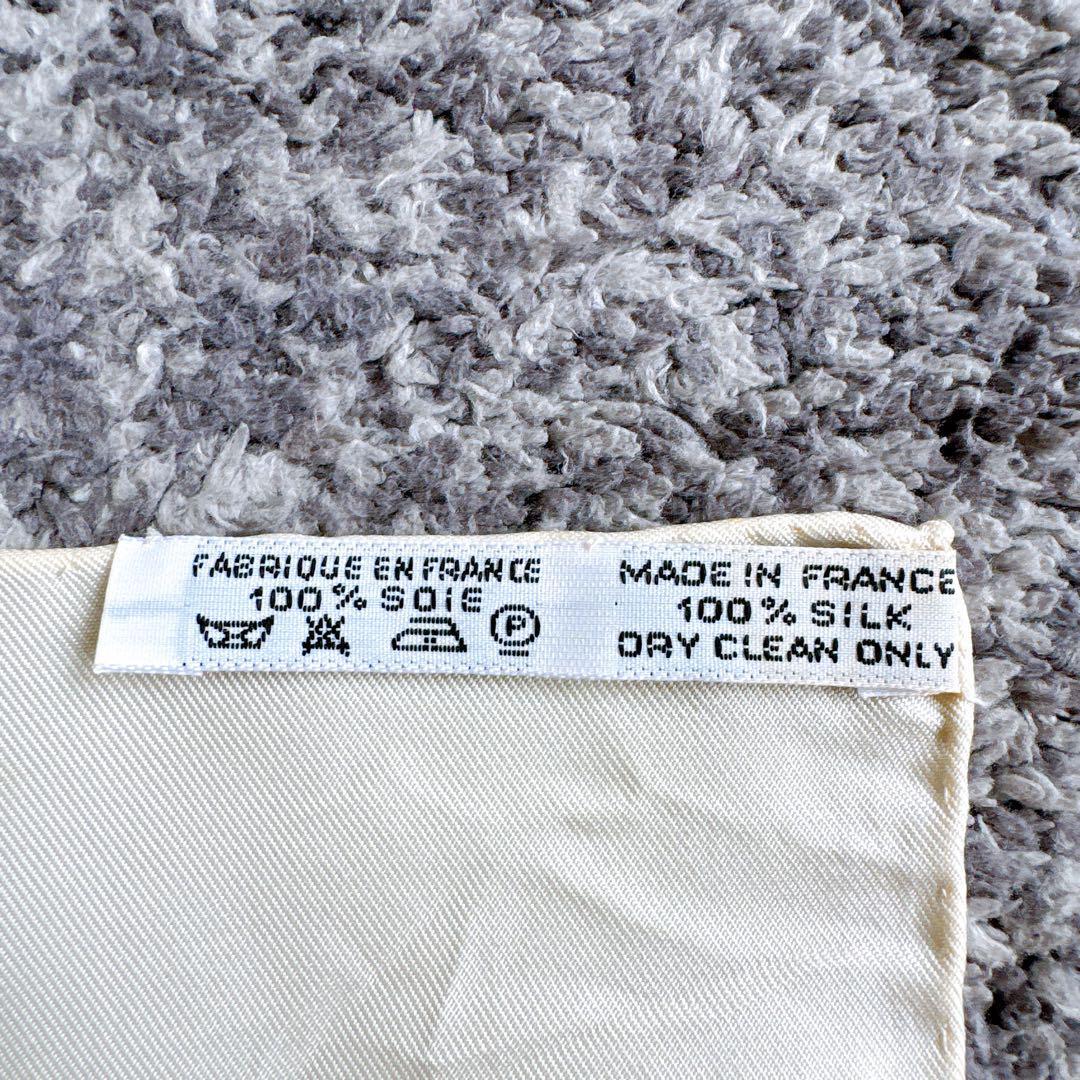 FABRIQUE EN FRANCE
100% SOIE
P
MADE IN FRANCE
100% SILK
DRY CLEAN ONLY